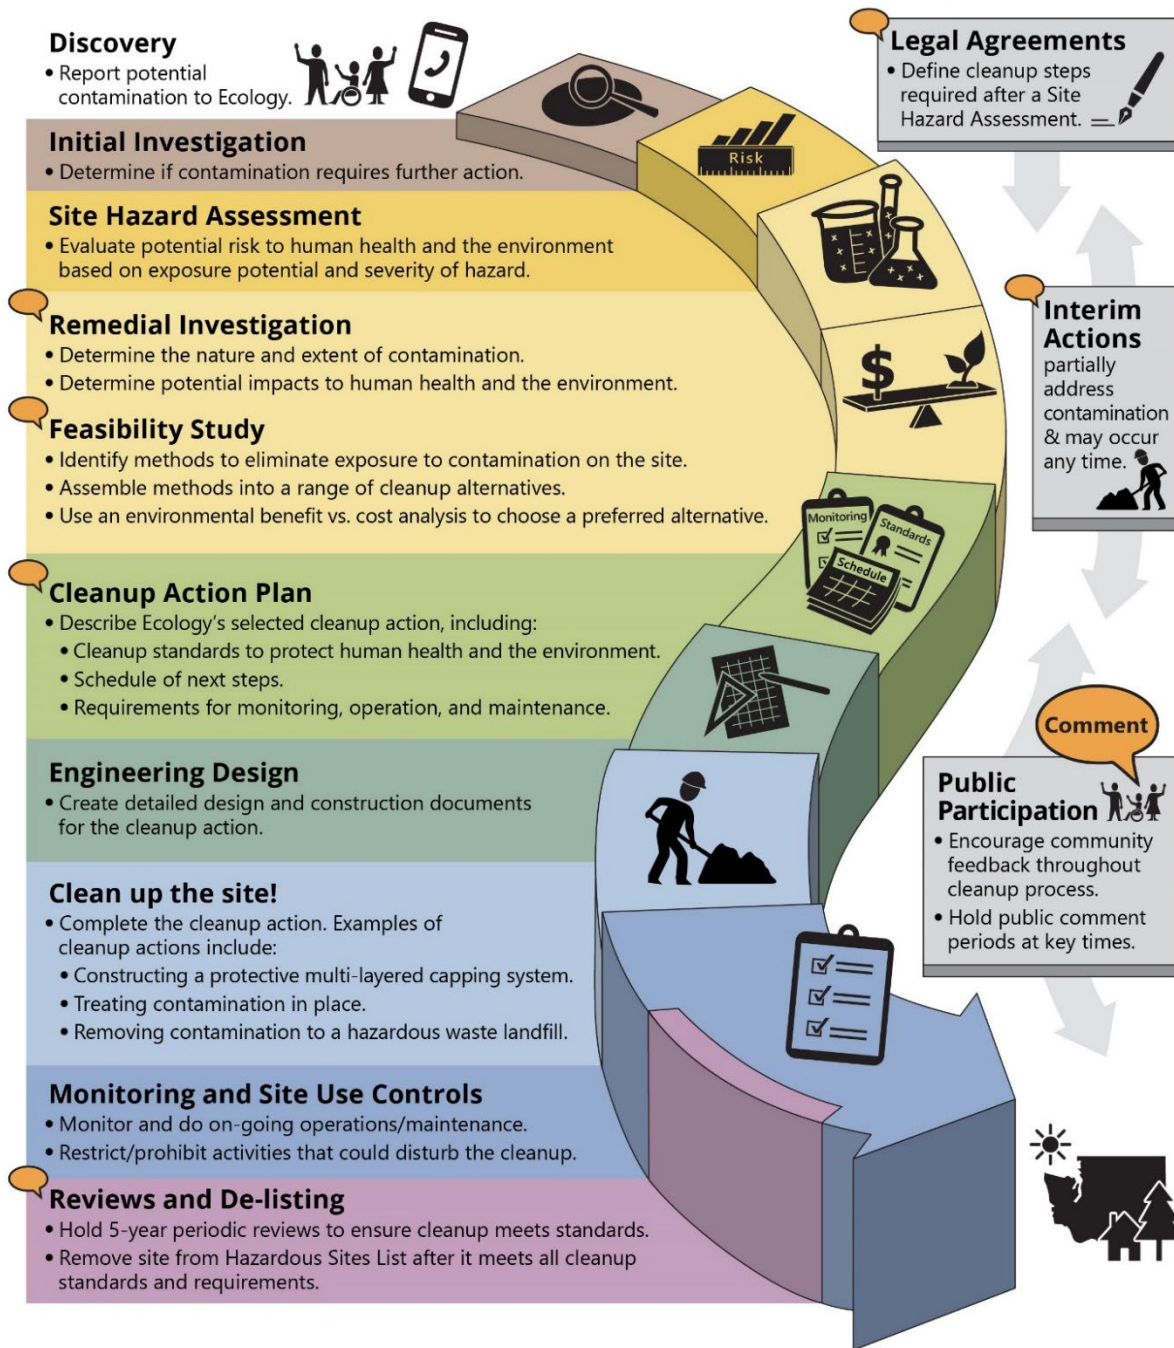 Discovery
• Report potential
contamination to Ecology.
Initial Investigation
• Determine if contamination requires further action.
Site Hazard Assessment
• Evaluate potential risk to human health and the environment
based on exposure potential and severity of hazard.
Remedial Investigation
• Determine the nature and extent of contamination.
• Determine potential impacts to human health and the environment.
Feasibility Study
• Identify methods to eliminate exposure to contamination on the site.
• Assemble methods into a range of cleanup alternatives.
• Use an environmental benefit vs. cost analysis to choose a preferred alternative.
Cleanup Action Plan
• Describe Ecology's selected cleanup action, including:
• Cleanup standards to protect human health and the environment.
• Schedule of next steps.
• Requirements for monitoring, operation, and maintenance.
Engineering Design
• Create detailed design and construction documents
for the cleanup action.
Clean up the site!
• Complete the cleanup action. Examples of
cleanup actions include:
• Constructing a protective multi-layered capping system.
• Treating contamination in place.
• Removing contamination to a hazardous waste landfill.
Monitoring and Site Use Controls
• Monitor and do on-going operations/maintenance.
• Restrict/prohibit activities that could disturb the cleanup.
Reviews and De-listing
• Hold 5-year periodic reviews to ensure cleanup meets standards.
• Remove site from Hazardous Sites List after it meets all cleanup
standards and requirements.
Risk
$
Monitoring
Standards
Schedule
Legal Agreements
• Define cleanup steps
required after a Site
Hazard Assessment.
Interim
Actions
partially
address
contamination
& may occur
any time.
Comment
Public
Participation
• Encourage community
feedback throughout
cleanup process.
• Hold public comment
periods at key times.